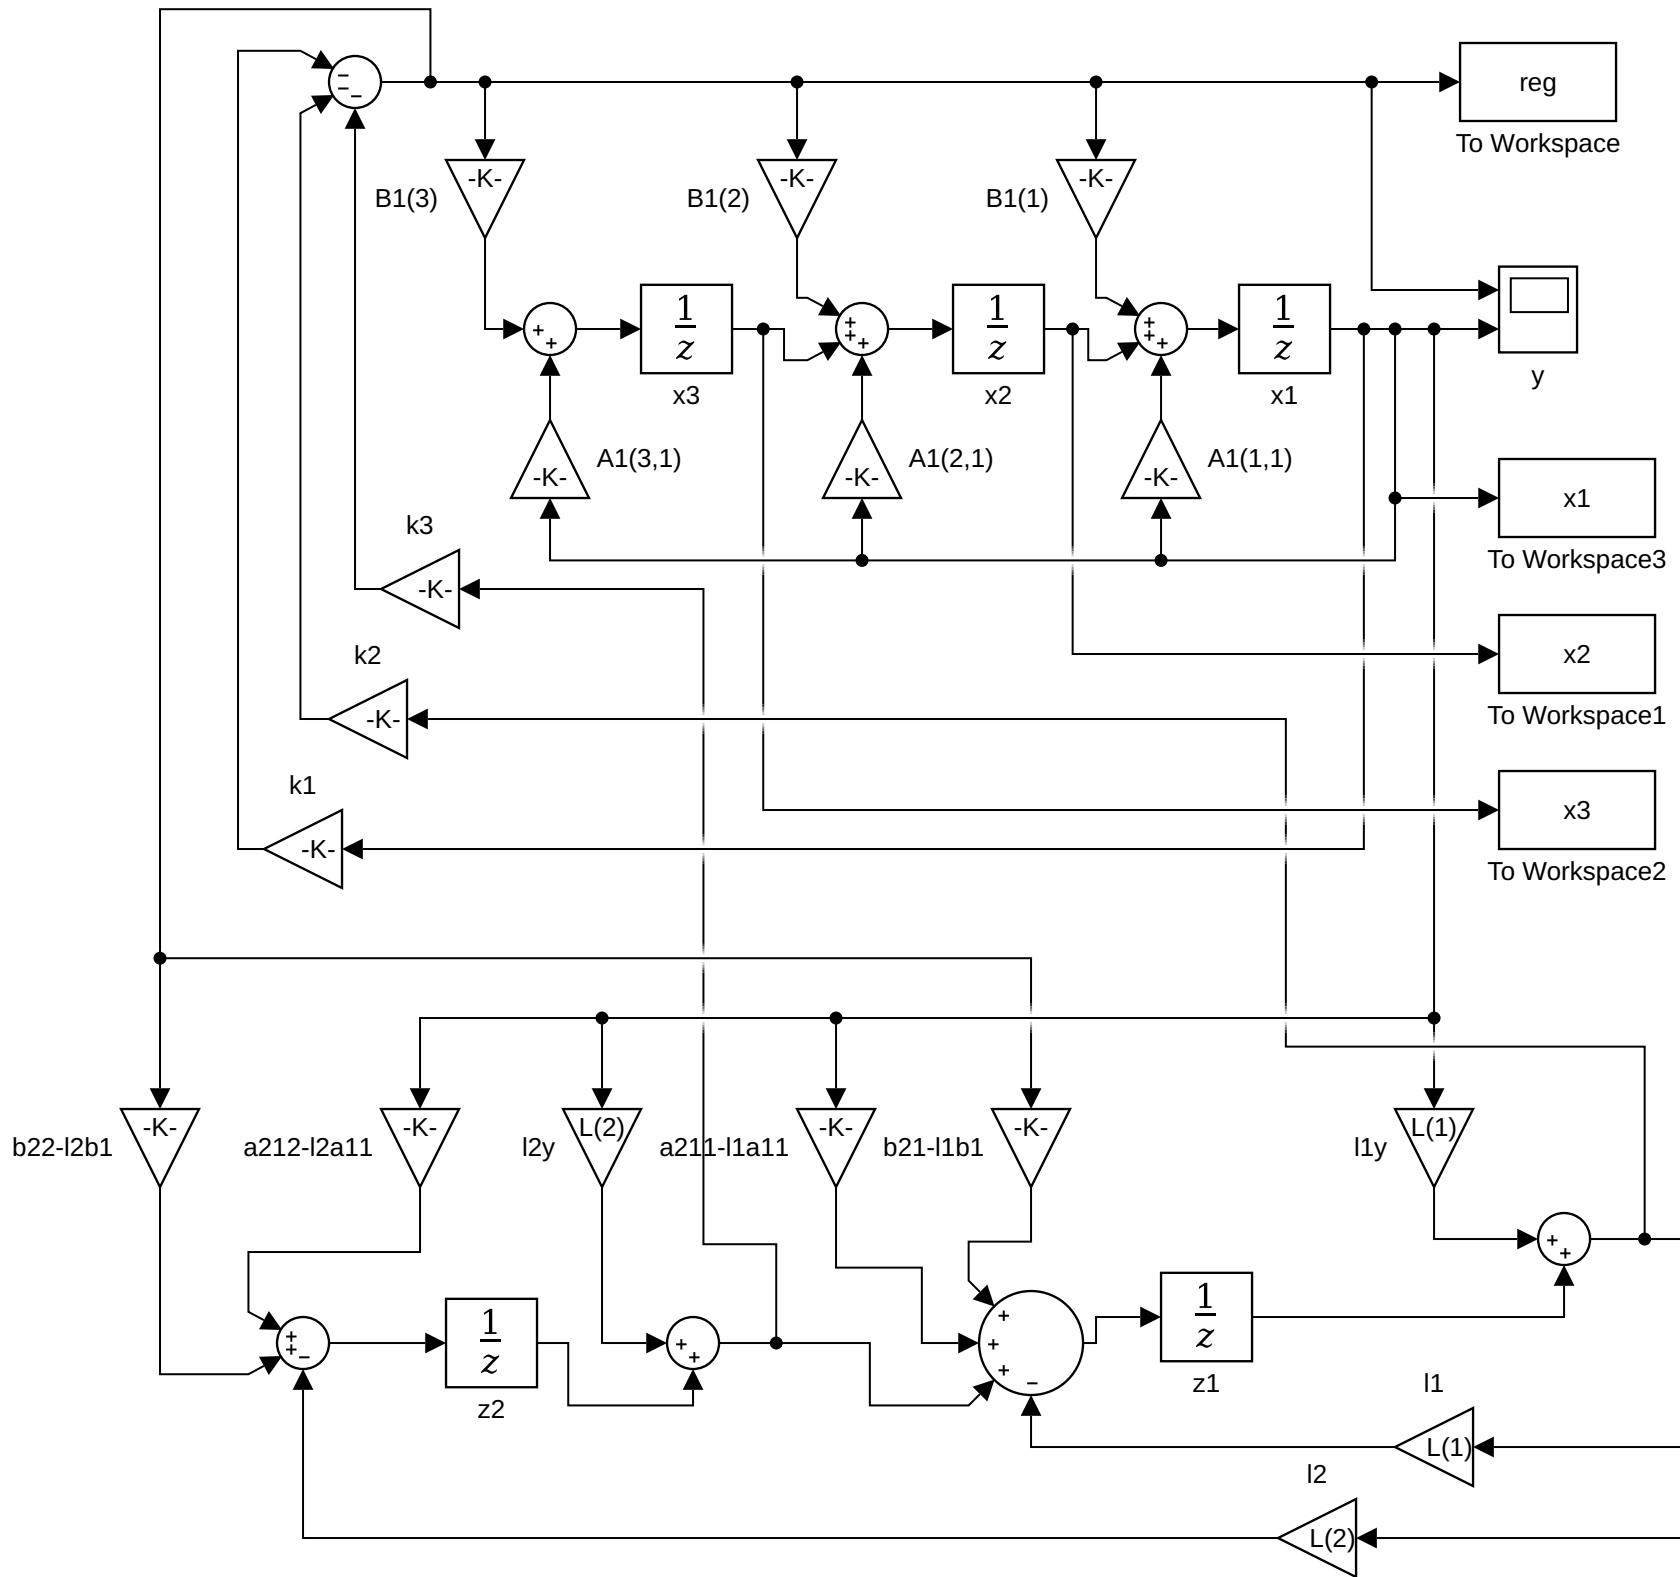 reg
To Workspace
-K-
-K-
-K-
B1(3)
B1(2)
B1(1)
1
z
1
z
1
z
x3
x2
x1
y
A1(3,1)
A1(2,1)
A1(1,1)
-K-
-K-
-K-
x1
To Workspace3
k3
-K-
k2
x2
-K-
To Workspace1
k1
x3
-K-
To Workspace2
-K-
-K-
L(2)
-K-
-K-
L(1)
b22-l2b1
a212-l2a11
l2y
a211-l1a11
b21-l1b1
l1y
1
z
1
z
z2
z1
l1
L(1)
l2
L(2)